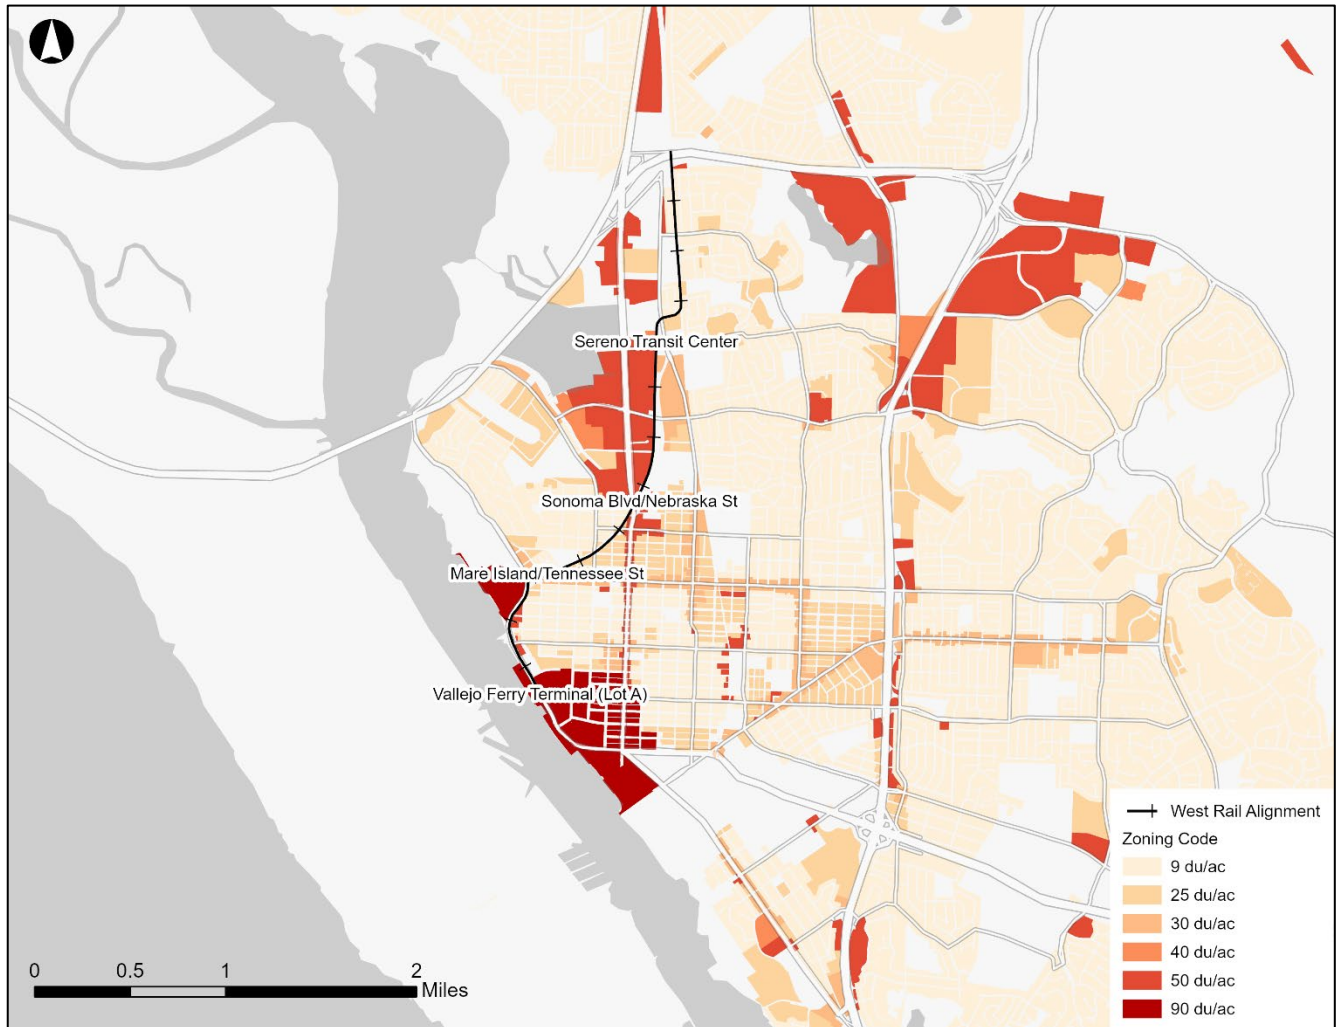 Sereno Transit Center
Sonoma Blvd/Nebraska St
Mare Island/Tennessee St
Vallejo Ferry Terminal (Lot A)
West Rail Alignment
Zoning Code
9 du/ac
25 du/ac
30 du/ac
40 du/ac
50 du/ac
90 du/ac
0 0.5 1 2
Miles